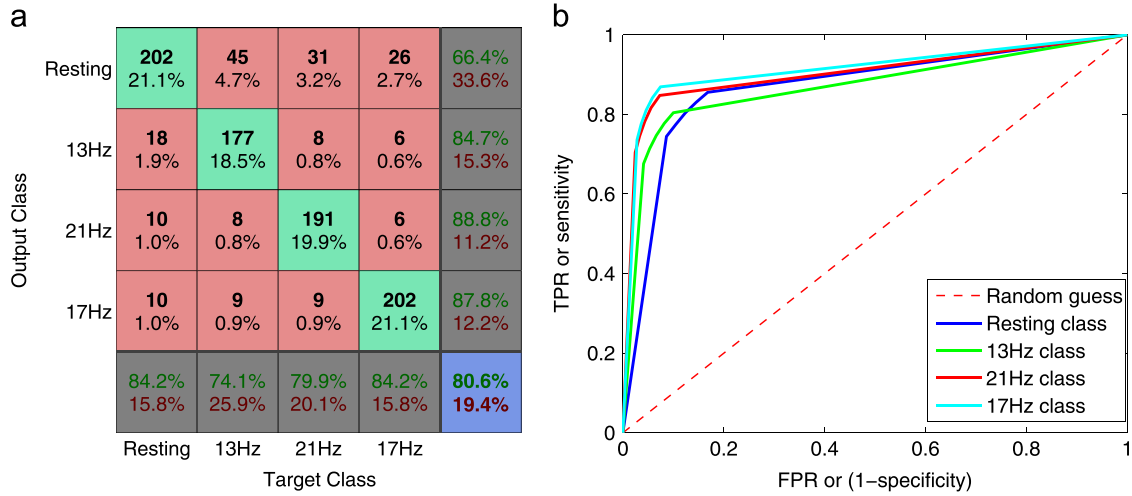 a
Resting
202 45 31 26 66.4%
21.1% 4.7% 3.2% 2.7% 33.6%
13Hz
18 177 8 6 84.7%
1.9% 18.5% 0.8% 0.6% 15.3%
21Hz
10 8 191 6 88.8%
1.0% 0.8% 19.9% 0.6% 11.2%
17Hz
10 9 9 202 87.8%
1.0% 0.9% 0.9% 21.1% 12.2%
84.2% 74.1% 79.9% 84.2% 80.6%
15.8% 25.9% 20.1% 15.8% 19.4%
Resting 13Hz 21Hz 17Hz
Target Class
Output Class
b
1
0.8
0.6
0.4
0.2
0
0 0.2 0.4 0.6 0.8 1
TPR or sensitivity
FPR or (1−specificity)
Random guess
Resting class
13Hz class
21Hz class
17Hz class